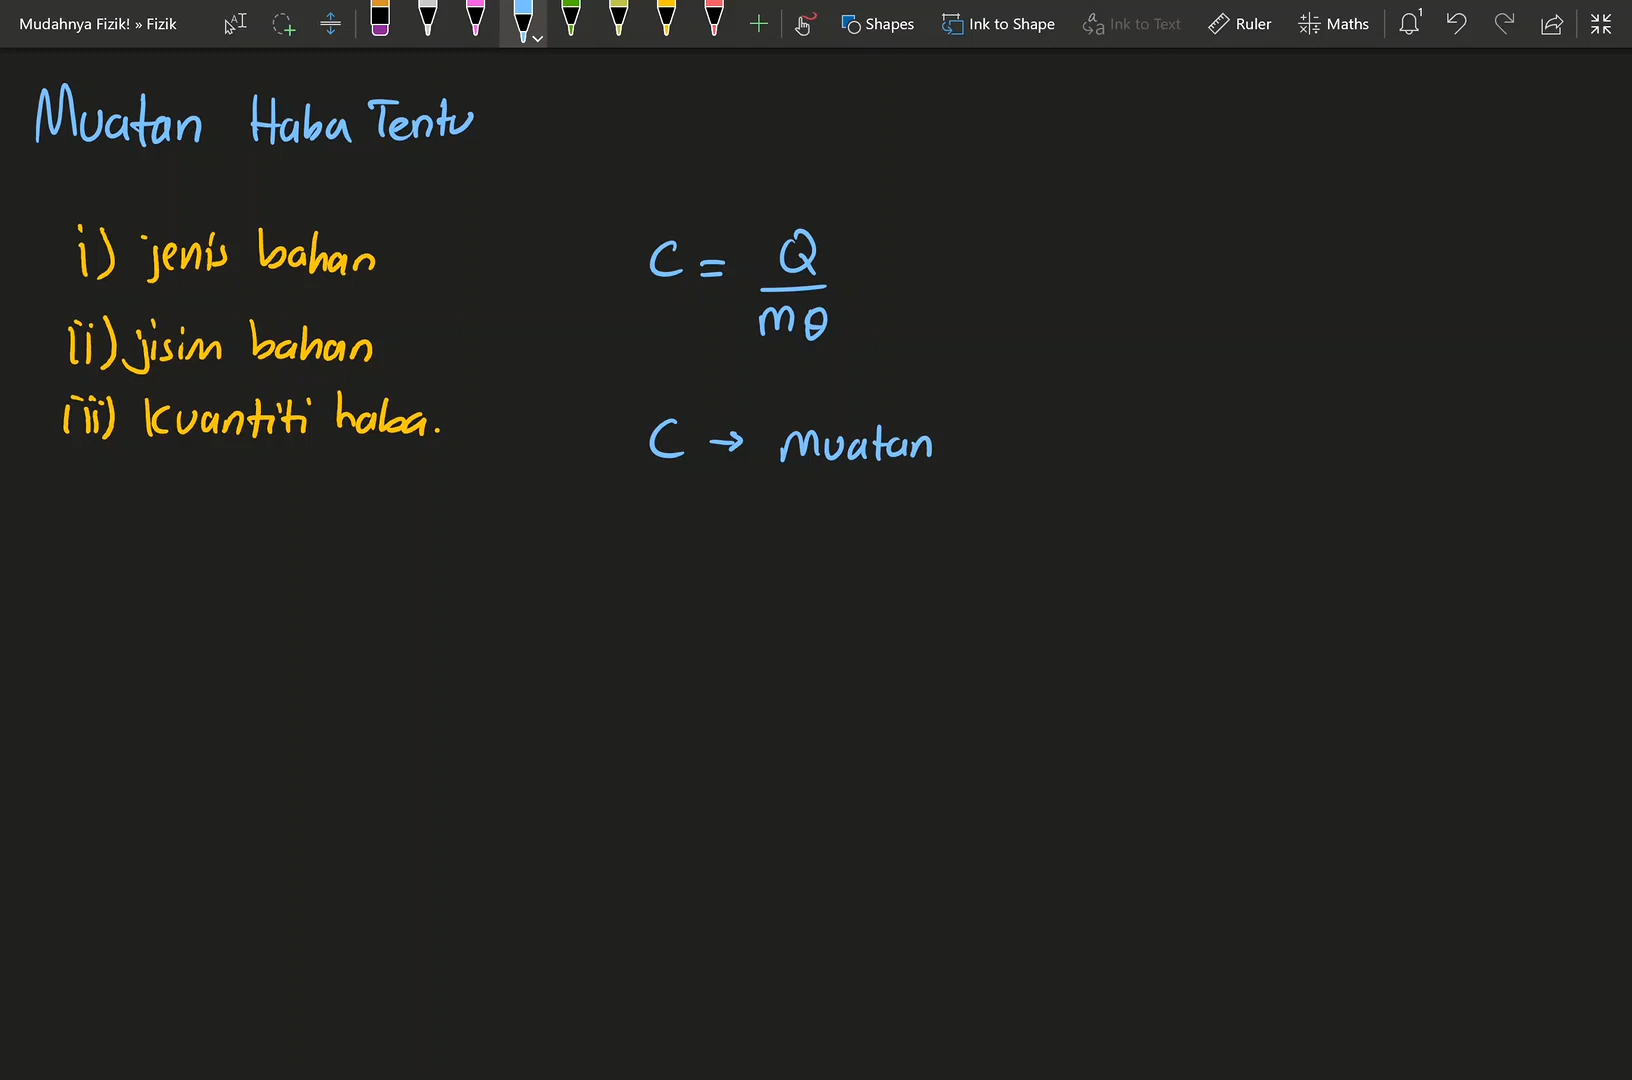 Mudahnya Fizik! » Fizik
Shapes
Ink to Shape
Ink to Text
Ruler
Maths
1
Muatan Haba Tentu
i) jenis bahan
ii) jisim bahan
iii) kuantiti haba.
C = Q
mθ
C → muatan